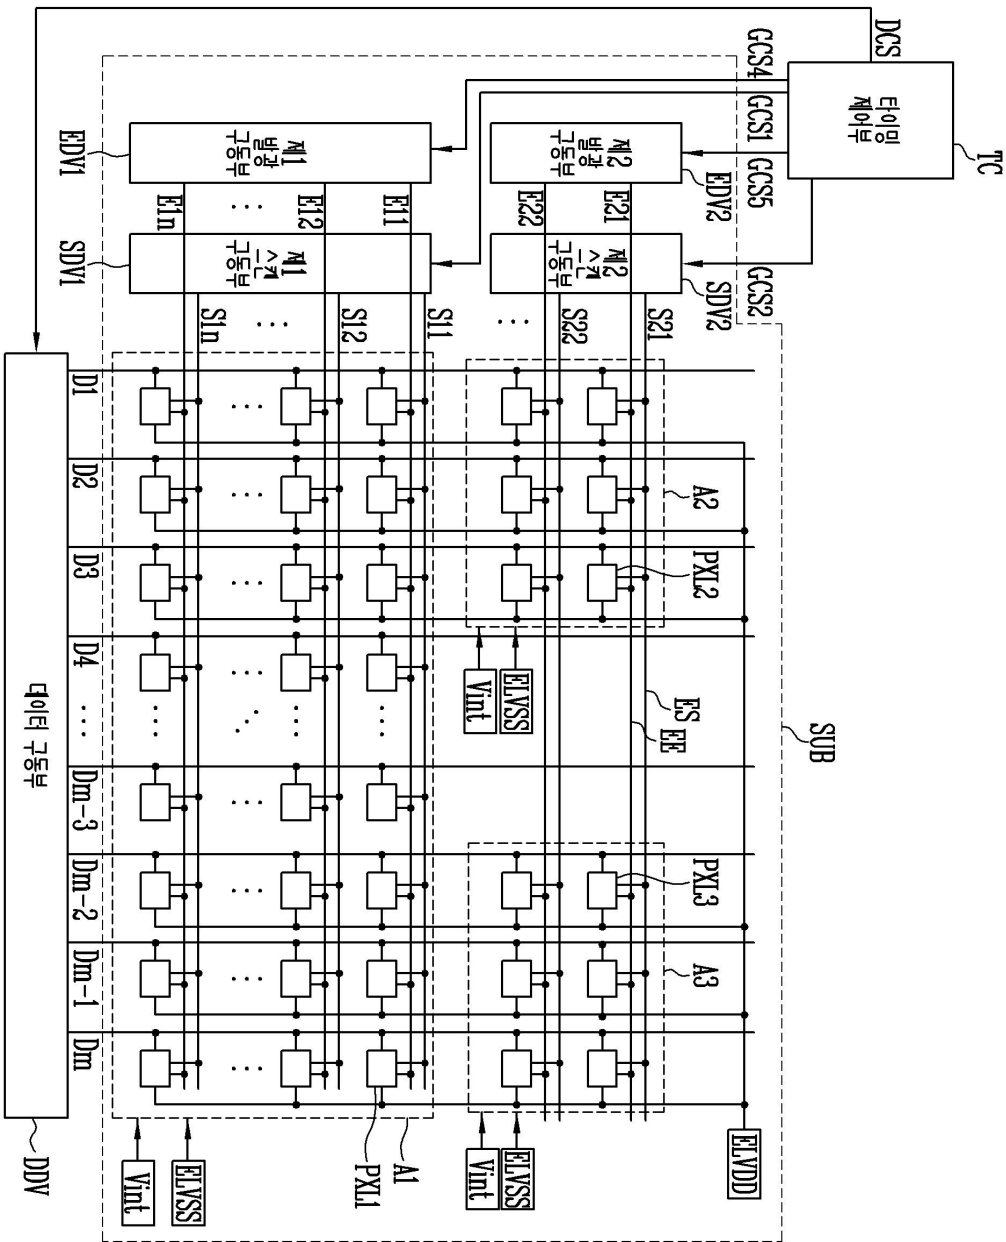 TC
타이밍
제어부
DCS
SUB
GCS4 GCS1 GCS5 GCS2
ELVDD
EDV2 SDV2 A2 PXL2 PXL3 A3
ES
EE
제2
발광
구동부
제2
스캔
구동부
E21 S21
E22 S22
...
ELVSS
Vint
ELVSS
Vint
제1
발광
구동부
제1
스캔
구동부
E11 S11
A1
E12 S12
PXL1
... ...
E1n S1n
ELVSS
Vint
EDV1 SDV1
D1 D2 D3 D4 ... Dm-3 Dm-2 Dm-1 Dm
데이터 구동부
DDV